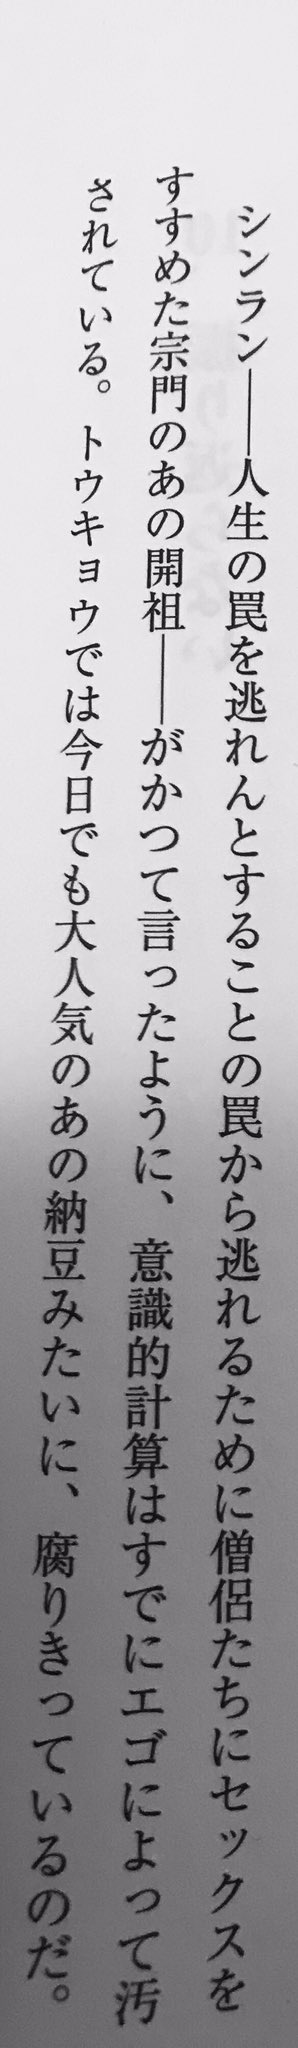 シンラン――人生の罠を逃れんとすることの罠から逃れるために僧侶たちにセックスを
すすめた宗門のあの開祖――がかつて言ったように、意識的計算はすでにエゴによって汚
されている。トウキョウでは今日でも大人気のあの納豆みたいに、腐りきっているのだ。